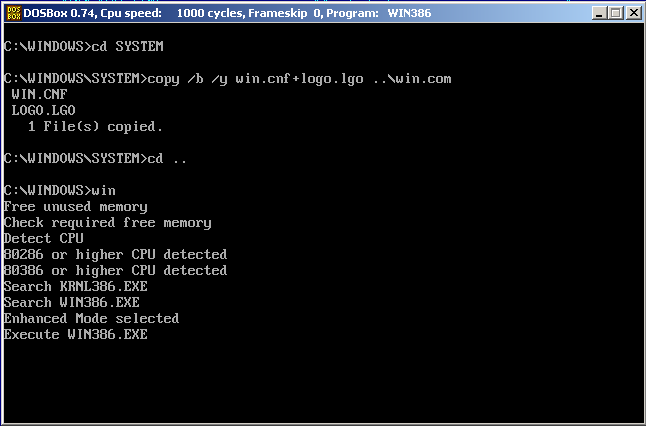 DOS BOX
DOSBox 0.74, Cpu speed: 1000 cycles, Frameskip 0, Program: WIN386
C:\WINDOWS>cd SYSTEM
C:\WINDOWS\SYSTEM>copy /b /y win.cnf+logo.lgo ..\win.com
WIN.CNF
LOGO.LGO
1 File(s) copied.
C:\WINDOWS\SYSTEM>cd ..
C:\WINDOWS>win
Free unused memory
Check required free memory
Detect CPU
80286 or higher CPU detected
80386 or higher CPU detected
Search KRNL386.EXE
Search WIN386.EXE
Enhanced Mode selected
Execute WIN386.EXE